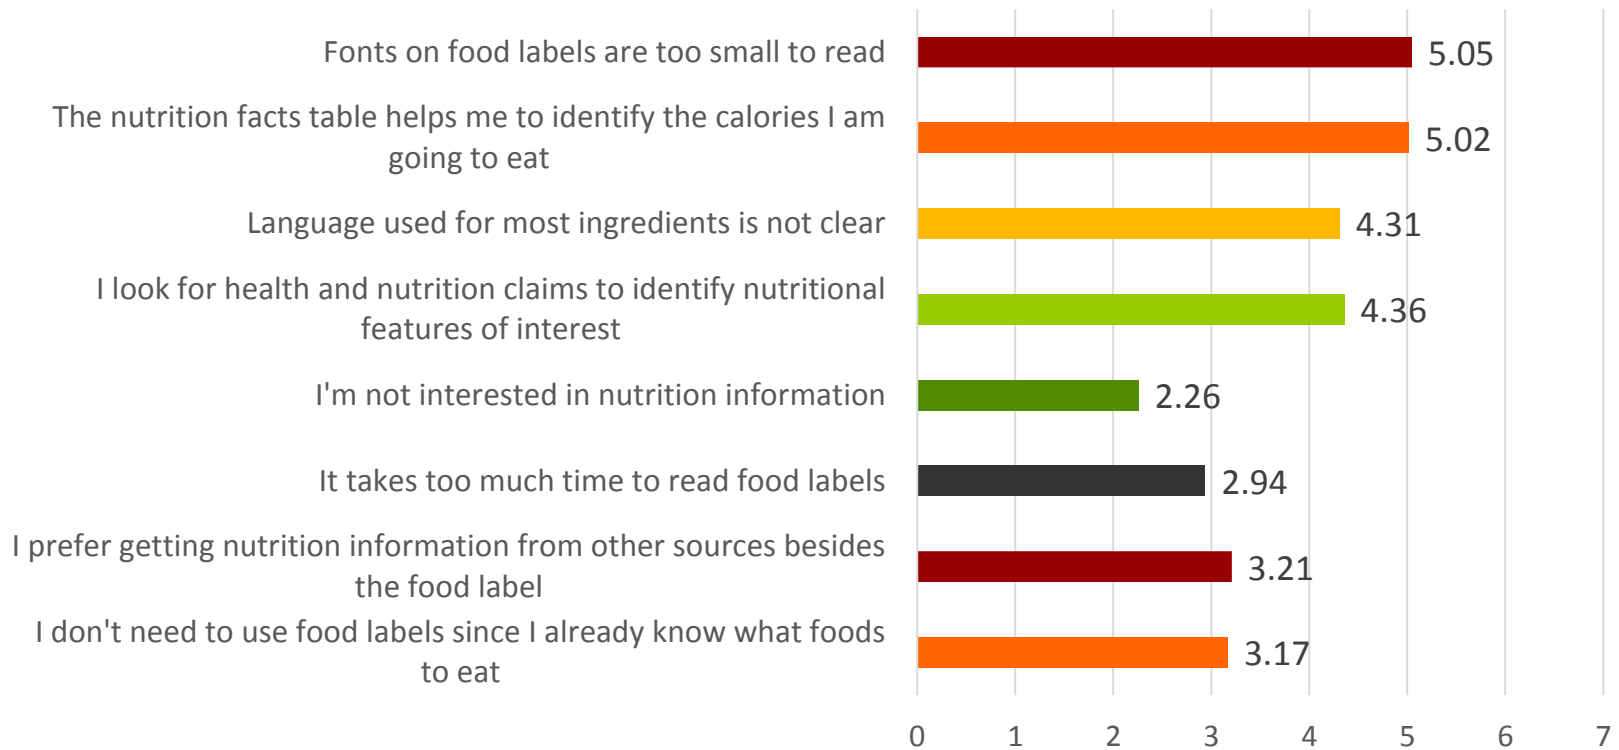 Fonts on food labels are too small to read
5.05
The nutrition facts table helps me to identify the calories I am
going to eat
5.02
Language used for most ingredients is not clear
4.31
I look for health and nutrition claims to identify nutritional
features of interest
4.36
I'm not interested in nutrition information
2.26
It takes too much time to read food labels
2.94
I prefer getting nutrition information from other sources besides
the food label
3.21
I don't need to use food labels since I already know what foods
to eat
3.17
0 1 2 3 4 5 6 7